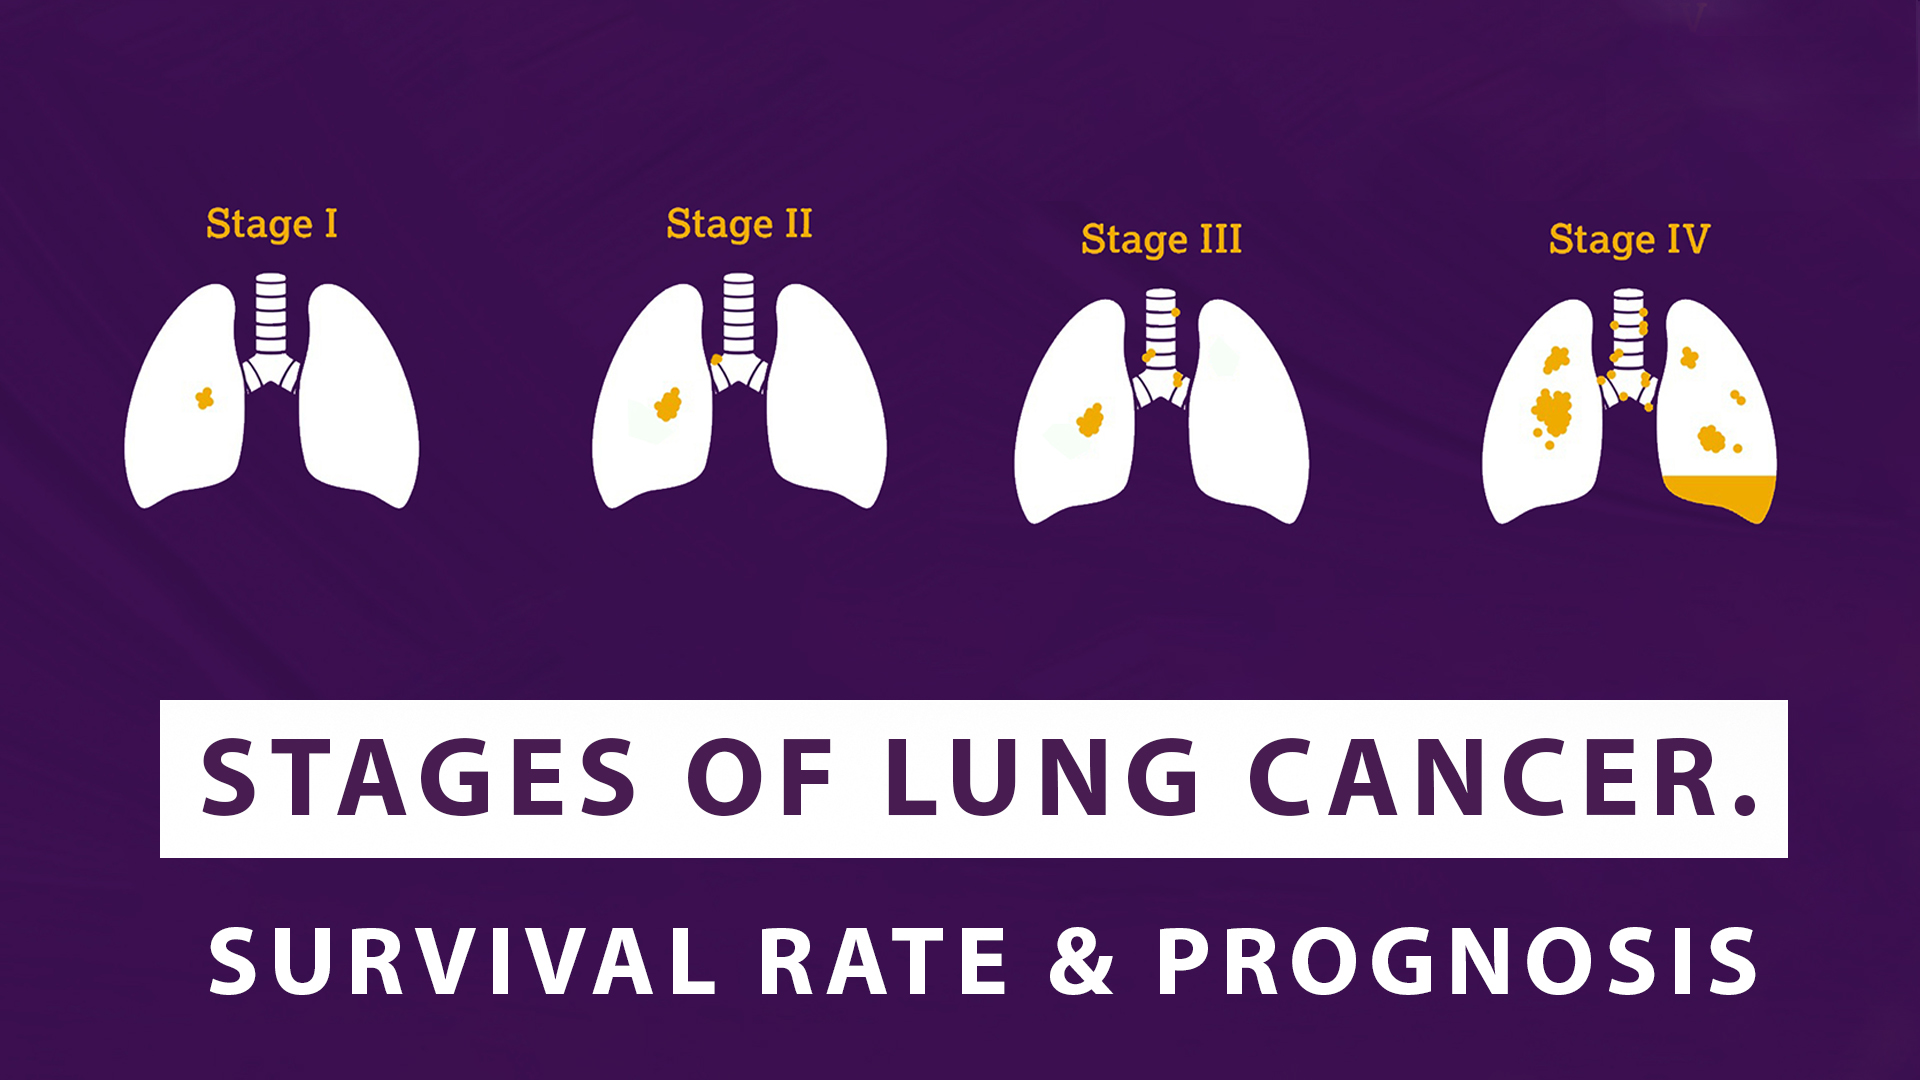 Stage I
Stage II
Stage III
Stage IV
STAGES OF LUNG CANCER.
SURVIVAL RATE & PROGNOSIS